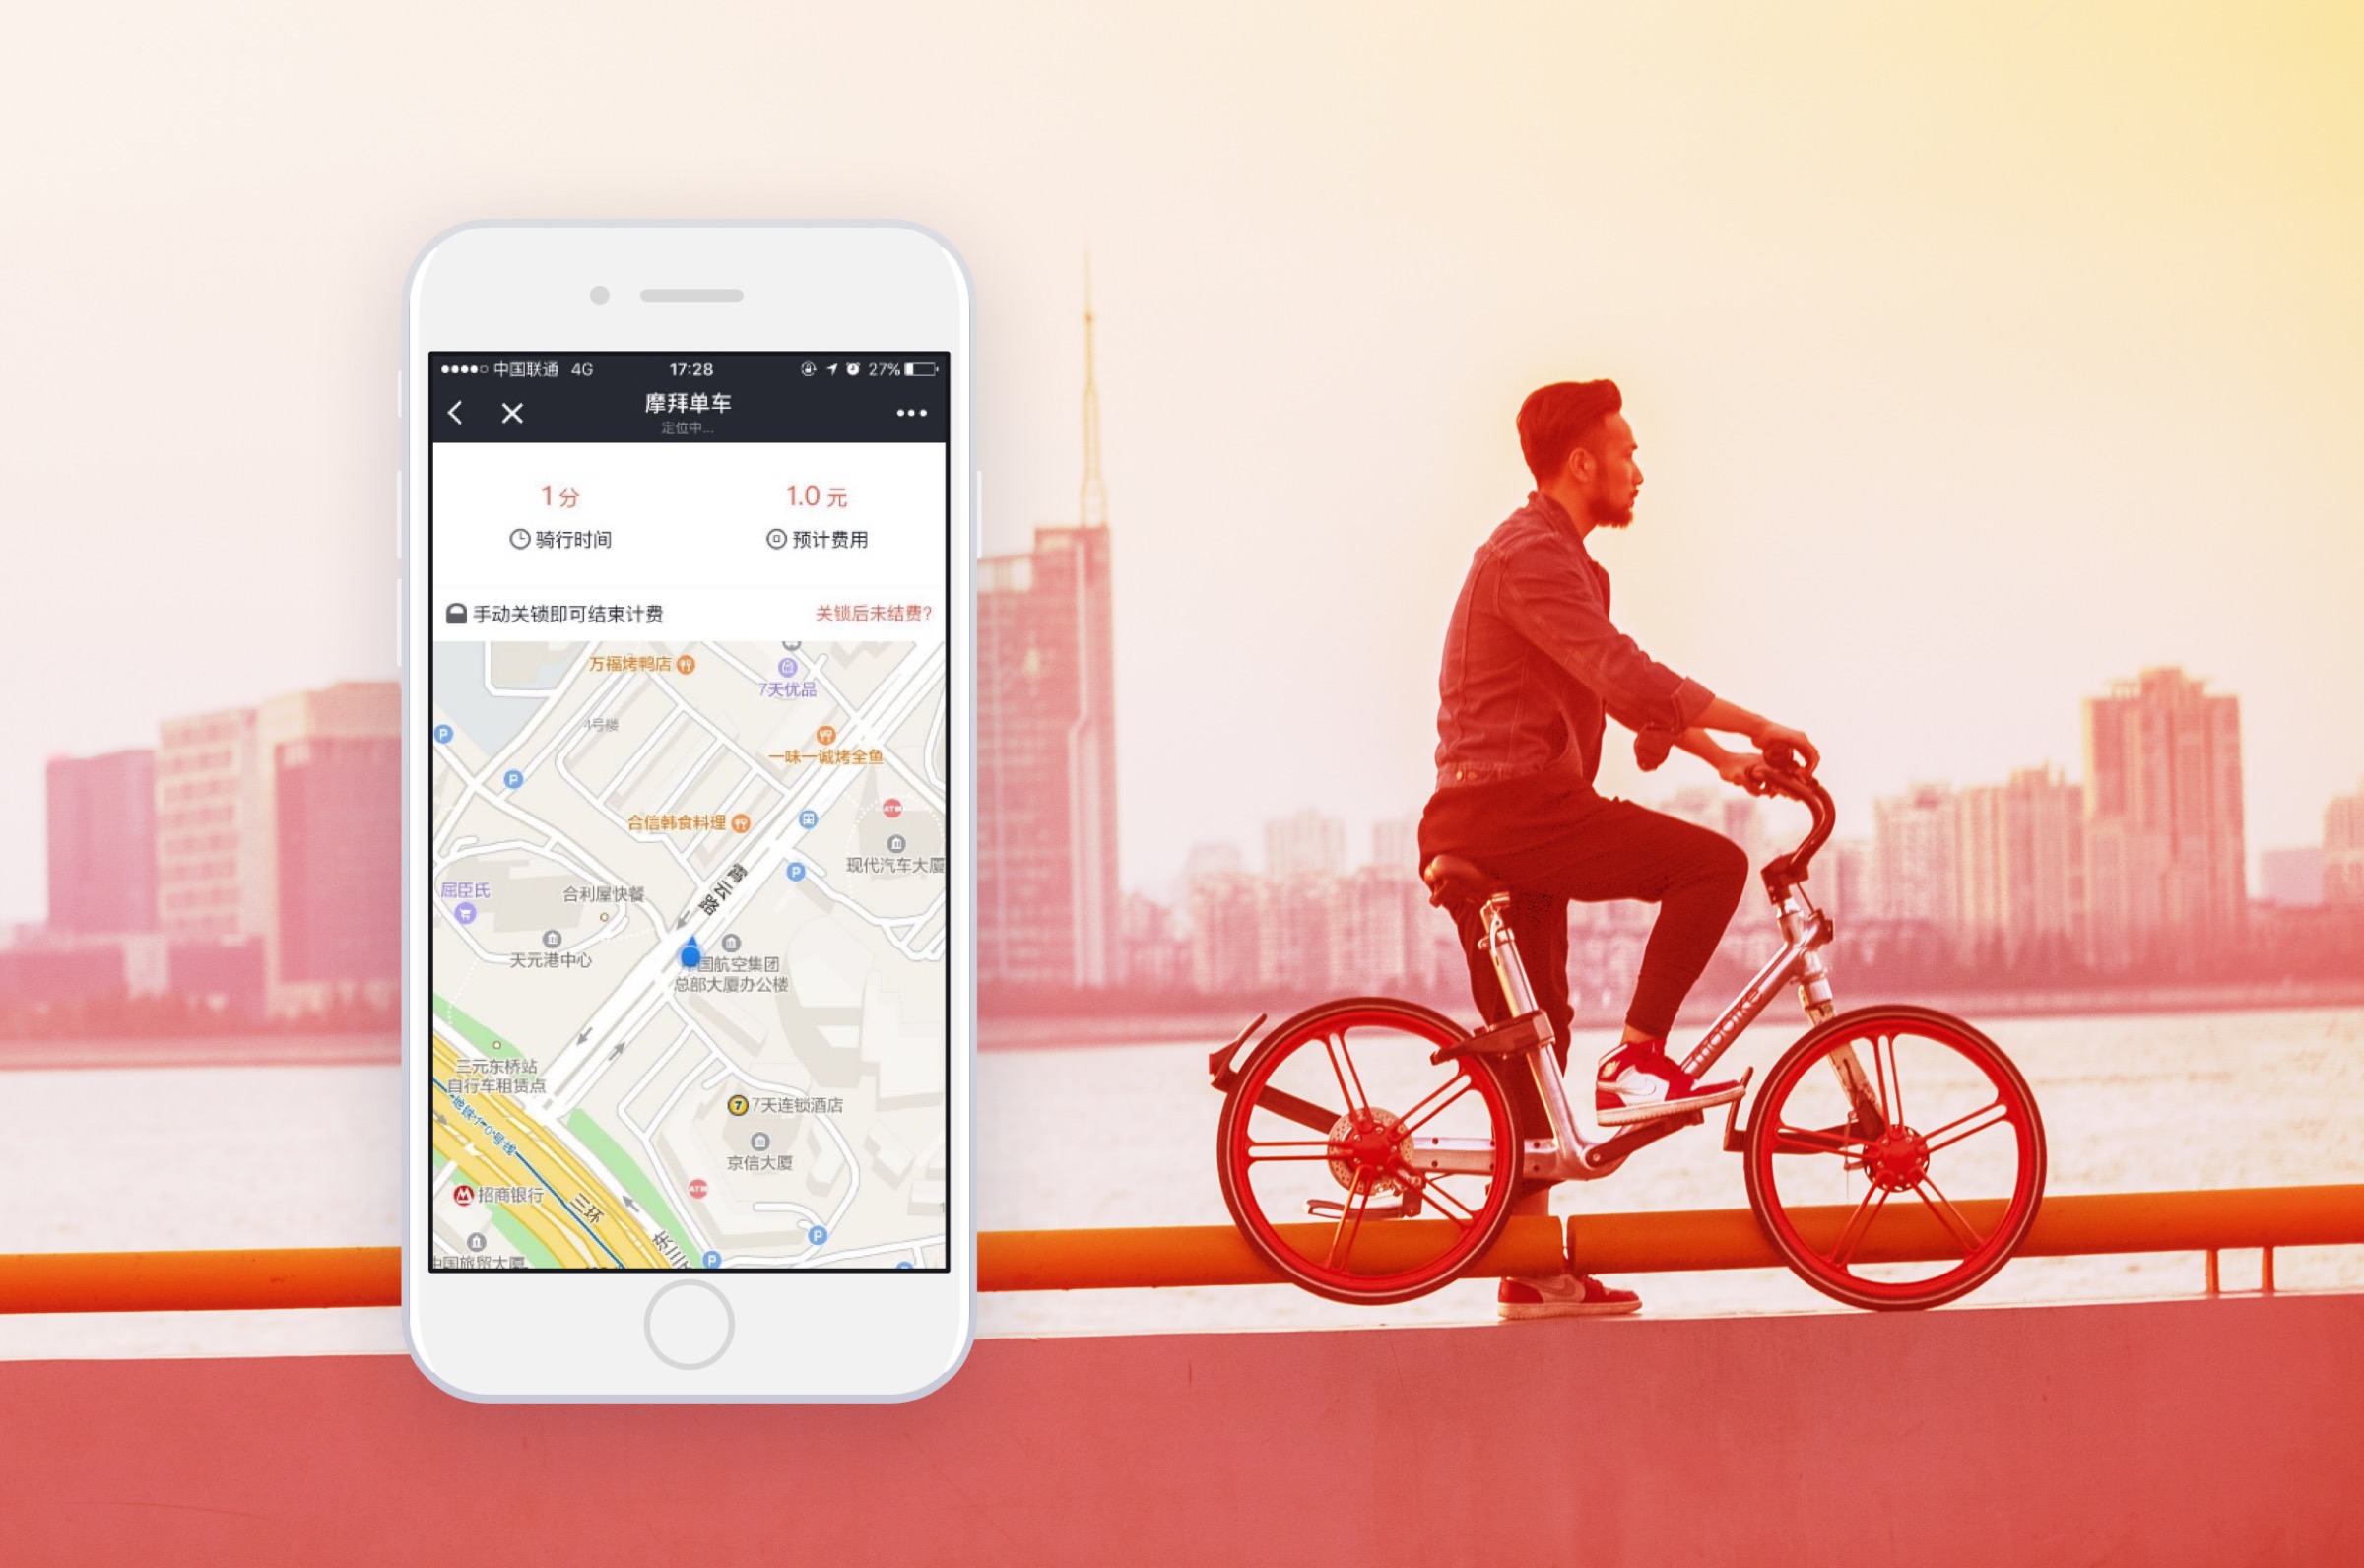 中国联通 4G 17:28 27%
摩拜单车
定位中...
1 分 1.0 元
骑行时间 预计费用
手动关锁即可结束计费 关锁后未结费?
万福烤鸭店
7天优品
4号楼
P
一味一诚烤全鱼
P
ATM
合信韩食料理
现代汽车大厦
P
霄云路
屈臣氏
合利屋快餐
天元港中心
国航空集团
总部大厦办公楼
三元东桥站
自行车租赁点
地铁10号线
7 7天连锁酒店
京信大厦
ATM
招商银行
三环
东三
P
P
中国旅贸大厦
mobike